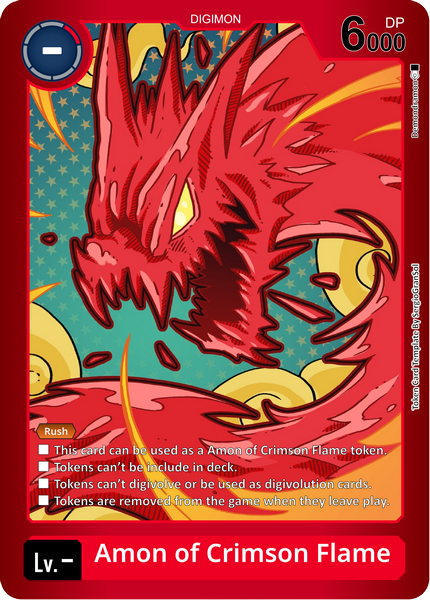 DIGIMON
-
6000
DP
Demondramon
Token Card Template By SergioGranSol
Rush
This card can be used as a Amon of Crimson Flame token.
Tokens can't be include in deck.
Tokens can't digivolve or be used as digivolution cards.
Tokens are removed from the game when they leave play.
Lv.-
Amon of Crimson Flame